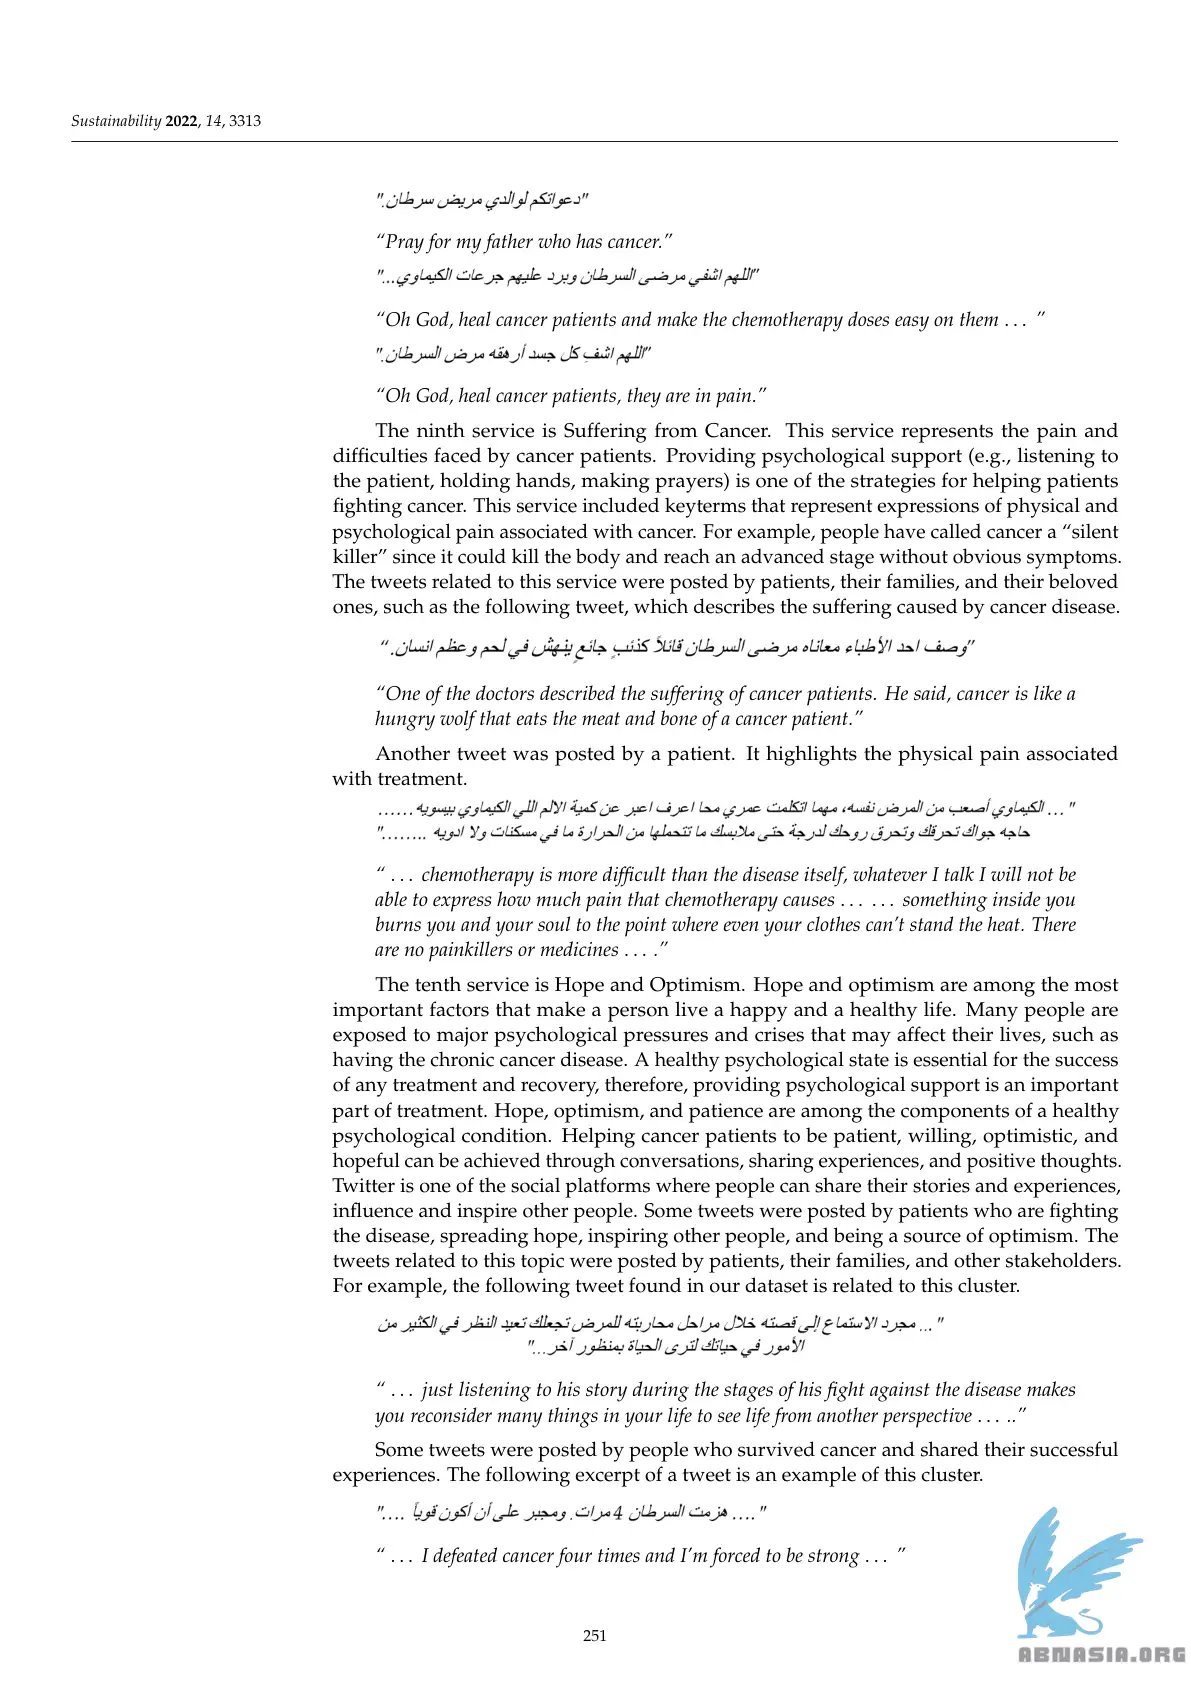 Sustainability 2022, 14, 3313
"دعواتكم لوالدي مريض سرطان."
“Pray for my father who has cancer.”
"اللهم اشفي مرضى السرطان وبرد عليهم جرعات الكيماوي..."
“Oh God, heal cancer patients and make the chemotherapy doses easy on them . . . ”
"اللهم اشفِ كل جسد أرهقه مرض السرطان."
“Oh God, heal cancer patients, they are in pain.”
The ninth service is Suffering from Cancer. This service represents the pain and
difficulties faced by cancer patients. Providing psychological support (e.g., listening to
the patient, holding hands, making prayers) is one of the strategies for helping patients
fighting cancer. This service included keyterms that represent expressions of physical and
psychological pain associated with cancer. For example, people have called cancer a “silent
killer” since it could kill the body and reach an advanced stage without obvious symptoms.
The tweets related to this service were posted by patients, their families, and their beloved
ones, such as the following tweet, which describes the suffering caused by cancer disease.
”وصف احد الأطباء معاناه مرضى السرطان قائلاً كذئبٍ جائعٍ ينهش في لحم وعظم انسان. “
“One of the doctors described the suffering of cancer patients. He said, cancer is like a
hungry wolf that eats the meat and bone of a cancer patient.”
Another tweet was posted by a patient. It highlights the physical pain associated
with treatment.
"... الكيماوي أصعب من المرض نفسه، مهما اتكلمت عمري محا اعرف اعبر عن كمية الالم اللي الكيماوي بيسويه......
حاجه جواك تحرقك وتحرق روحك لدرجة حتى ملابسك ما تتحملها من الحرارة ما في مسكنات ولا ادويه ........"
“ . . . chemotherapy is more difficult than the disease itself, whatever I talk I will not be
able to express how much pain that chemotherapy causes . . . . . . something inside you
burns you and your soul to the point where even your clothes can’t stand the heat. There
are no painkillers or medicines . . . .”
The tenth service is Hope and Optimism. Hope and optimism are among the most
important factors that make a person live a happy and a healthy life. Many people are
exposed to major psychological pressures and crises that may affect their lives, such as
having the chronic cancer disease. A healthy psychological state is essential for the success
of any treatment and recovery, therefore, providing psychological support is an important
part of treatment. Hope, optimism, and patience are among the components of a healthy
psychological condition. Helping cancer patients to be patient, willing, optimistic, and
hopeful can be achieved through conversations, sharing experiences, and positive thoughts.
Twitter is one of the social platforms where people can share their stories and experiences,
influence and inspire other people. Some tweets were posted by patients who are fighting
the disease, spreading hope, inspiring other people, and being a source of optimism. The
tweets related to this topic were posted by patients, their families, and other stakeholders.
For example, the following tweet found in our dataset is related to this cluster.
"... مجرد الاستماع إلى قصته خلال مراحل محاربته للمرض تجعلك تعيد النظر في الكثير من
الأمور في حياتك لترى الحياة بمنظور آخر..."
“ . . . just listening to his story during the stages of his fight against the disease makes
you reconsider many things in your life to see life from another perspective . . . ..”
Some tweets were posted by people who survived cancer and shared their successful
experiences. The following excerpt of a tweet is an example of this cluster.
".... هزمت السرطان 4 مرات. ومجبر على أن أكون قوياً ...."
“ . . . I defeated cancer four times and I’m forced to be strong . . . ”
251
ABNASIA.ORG